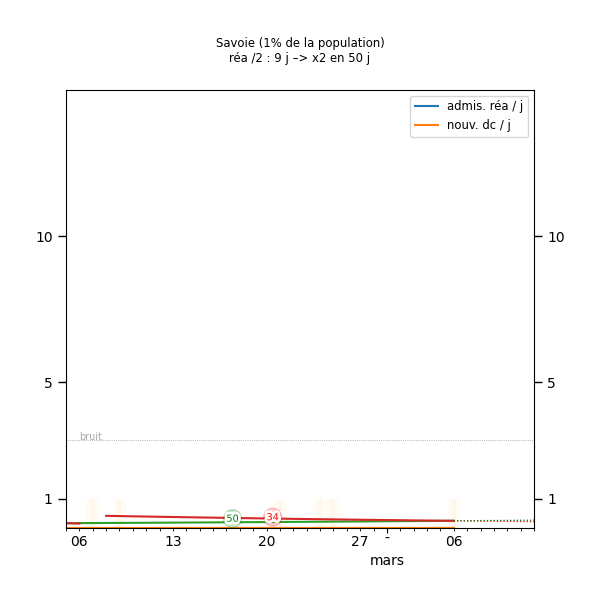 Savoie (1% de la population)
réa /2 : 9 j –> x2 en 50 j
admis. réa / j
nouv. dc / j
10 10
5 5
bruit
1 1
50 34
06 13 20 27 - 06
mars